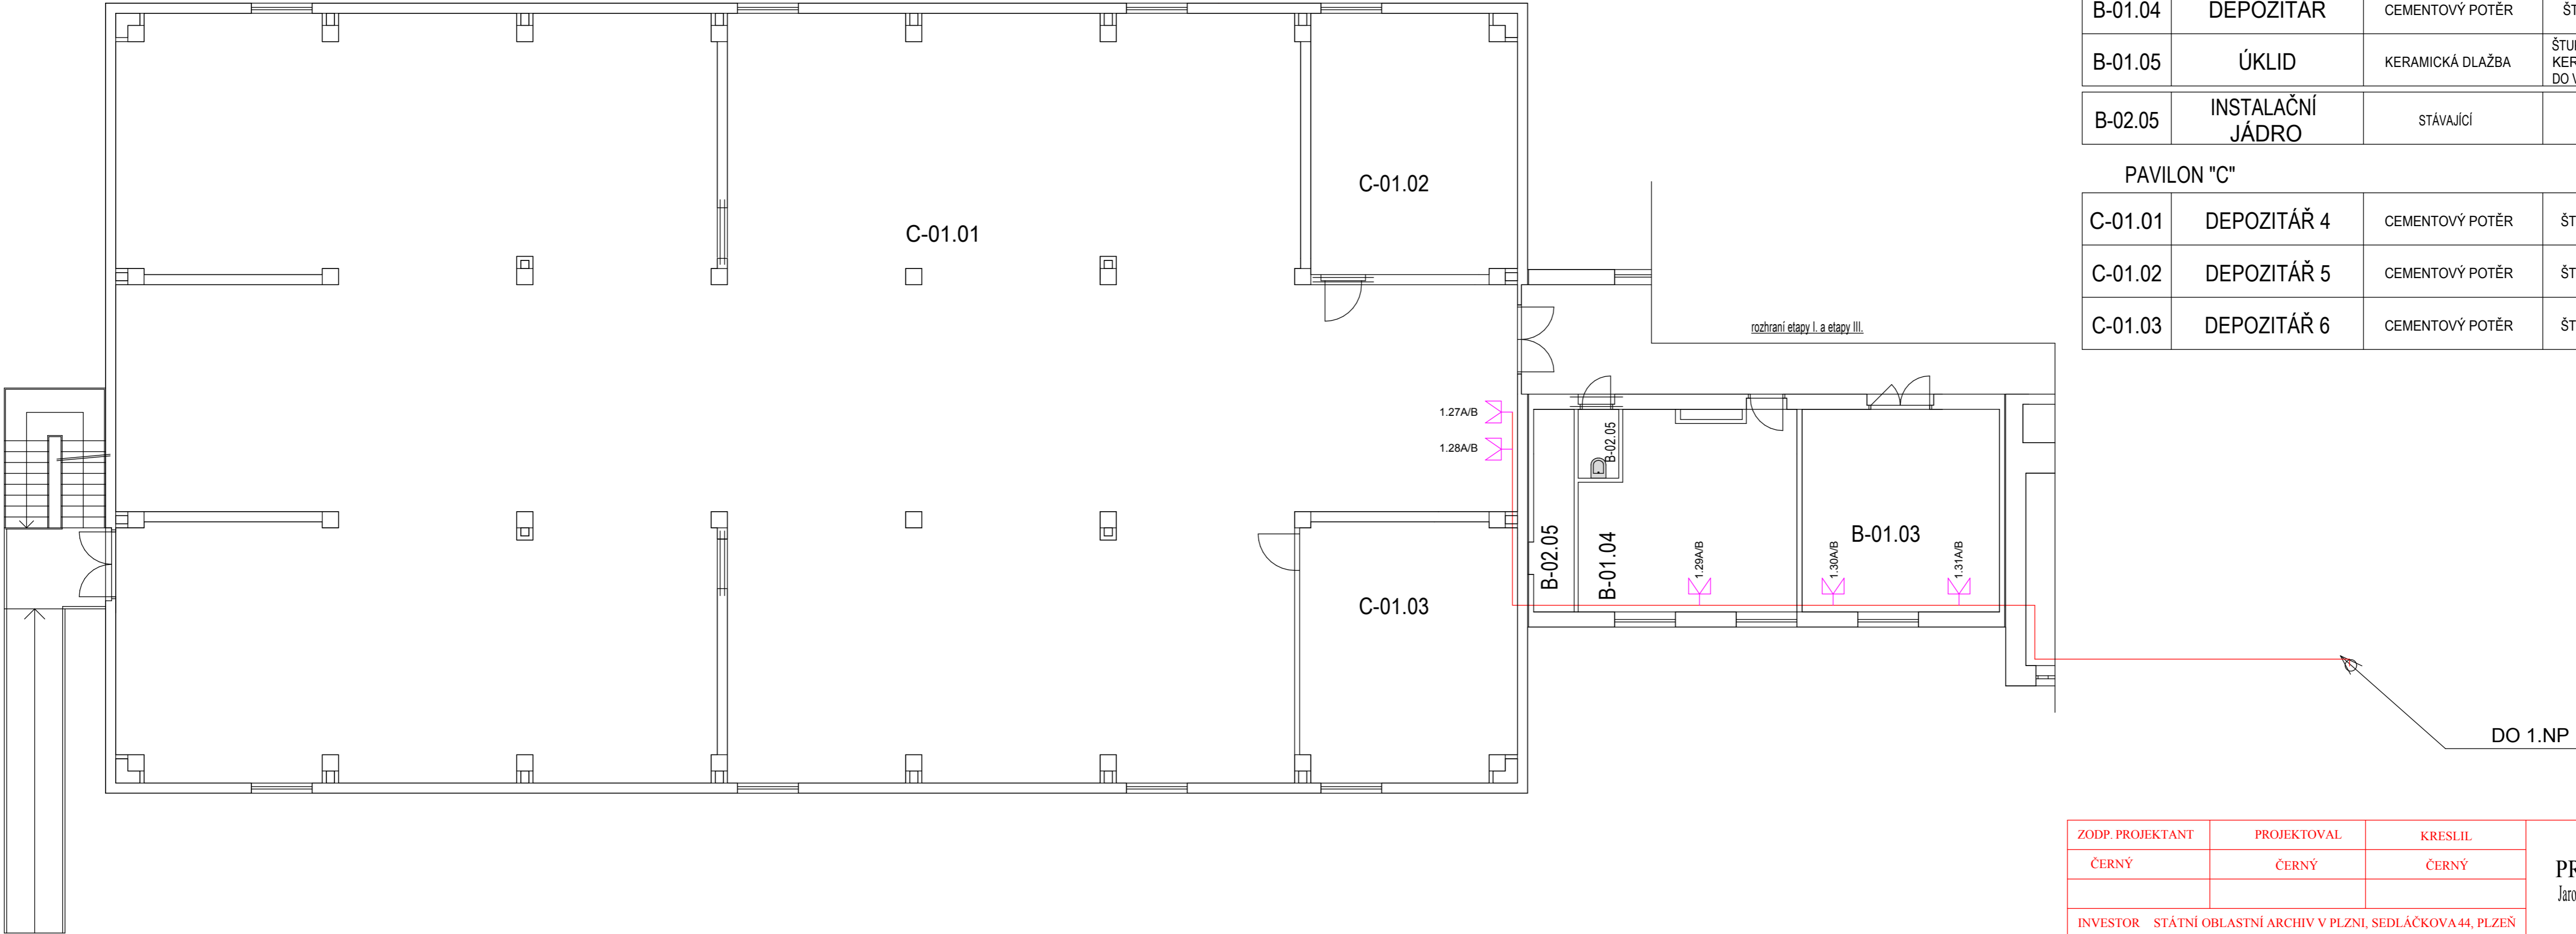 B-01.04 DEPOZITÁŘ CEMENTOVÝ POTĚR
B-01.05 ÚKLID KERAMICKÁ DLAŽBA
B-02.05 INSTALAČNÍ
JÁDRO STÁVAJÍCÍ
PAVILON "C"
C-01.01 DEPOZITÁŘ 4 CEMENTOVÝ POTĚR
C-01.02 DEPOZITÁŘ 5 CEMENTOVÝ POTĚR
C-01.03 DEPOZITÁŘ 6 CEMENTOVÝ POTĚR
C-01.02
C-01.01
rozhraní etapy I. a etapy III.
1.27A/B
1.28A/B
B-02.05
B-02.05
B-01.04
1.29A/B
1.30A/B
B-01.03
1.31A/B
C-01.03
DO 1.NP
ZODP. PROJEKTANT PROJEKTOVAL KRESLIL
ČERNÝ ČERNÝ ČERNÝ
INVESTOR STÁTNÍ OBLASTNÍ ARCHIV V PLZNI, SEDLÁČKOVA 44, PLZEŇ